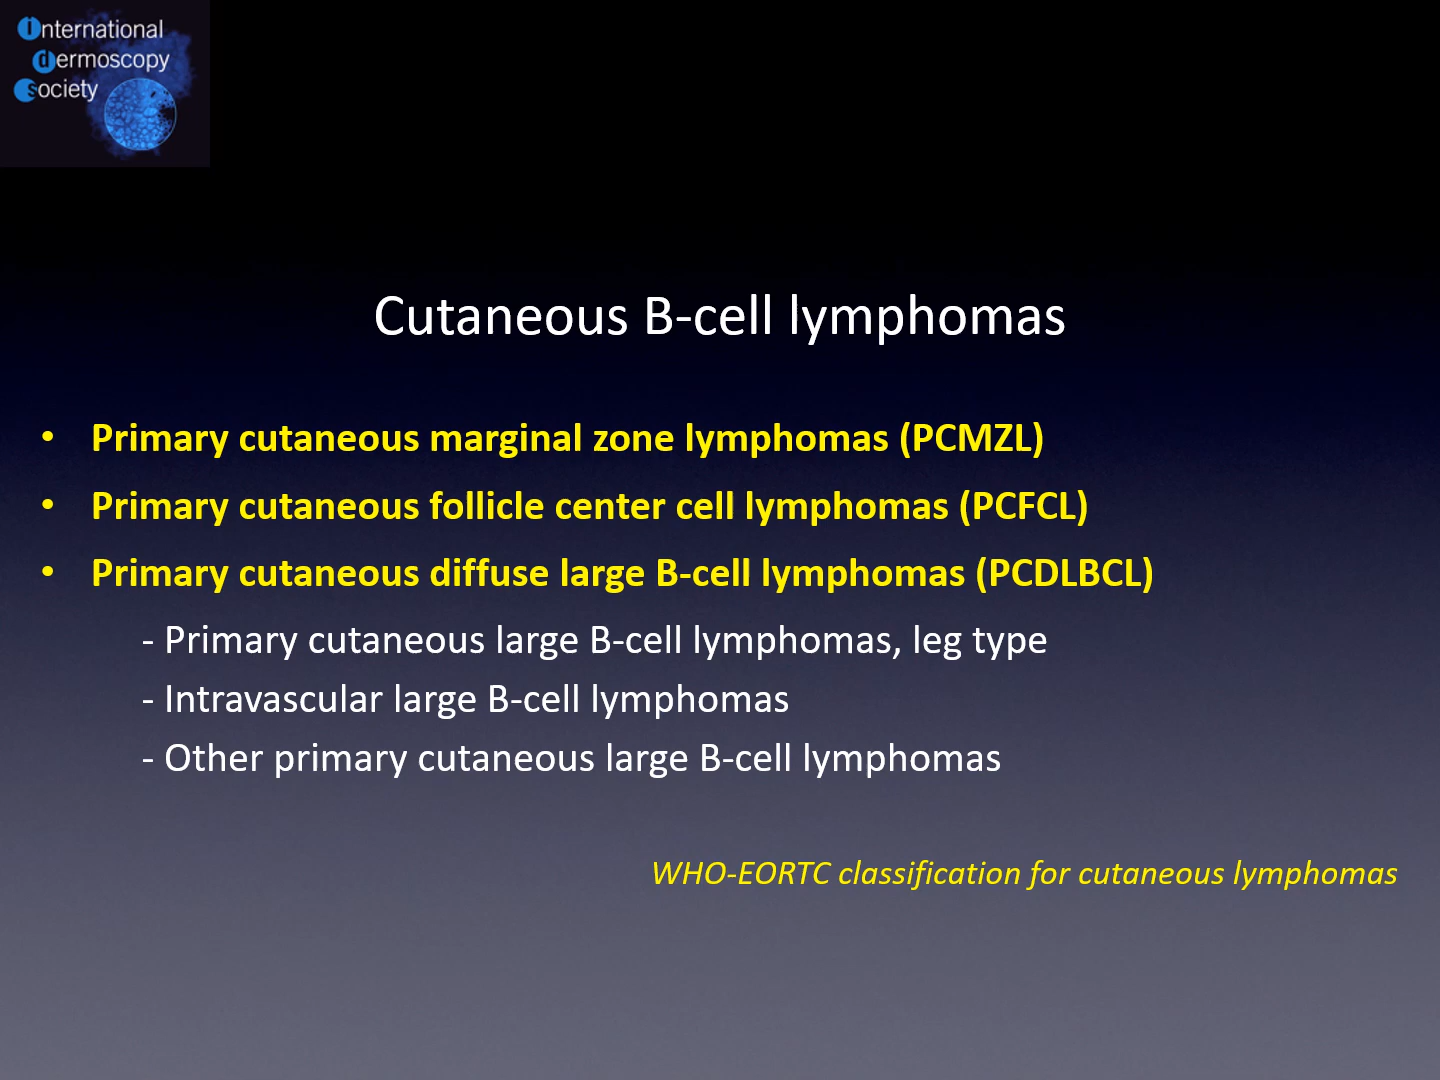 international
dermoscopy
society
Cutaneous B-cell lymphomas
• Primary cutaneous marginal zone lymphomas (PCMZL)
• Primary cutaneous follicle center cell lymphomas (PCFCL)
• Primary cutaneous diffuse large B-cell lymphomas (PCDLBCL)
- Primary cutaneous large B-cell lymphomas, leg type
- Intravascular large B-cell lymphomas
- Other primary cutaneous large B-cell lymphomas
WHO-EORTC classification for cutaneous lymphomas